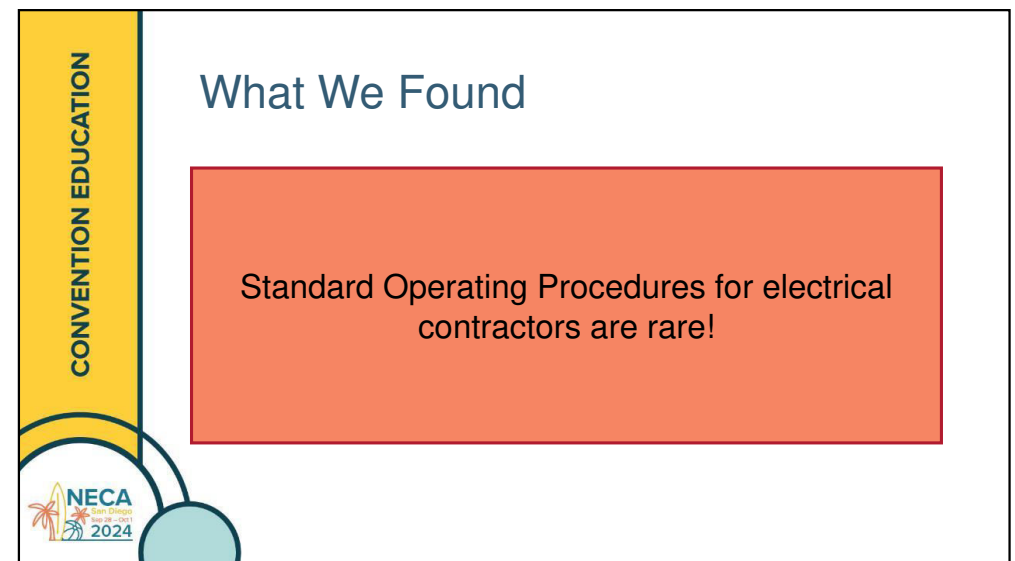 CONVENTION EDUCATION
What We Found
Standard Operating Procedures for electrical
contractors are rare!
NECA
San Diego
Sep 28 – Oct 1
2024